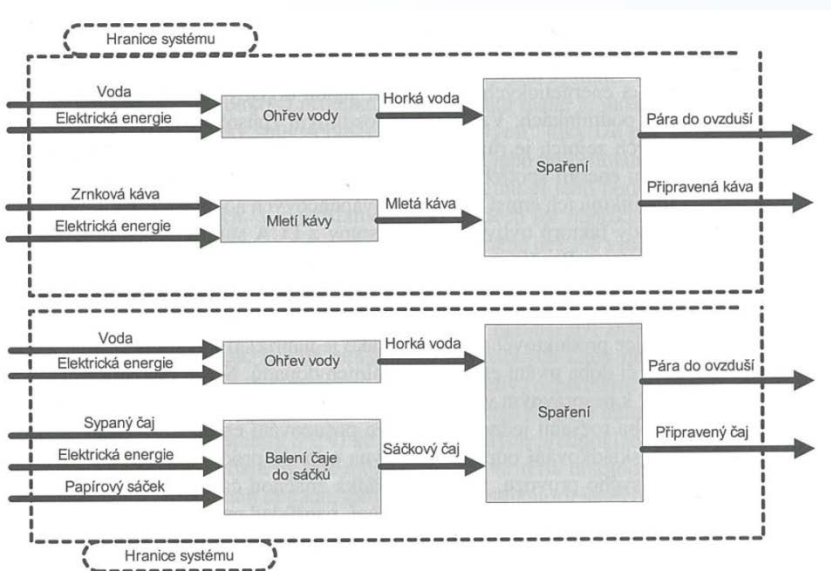 Hranice systému
Voda
Elektrická energie
Ohřev vody
Horká voda
Zrnková káva
Elektrická energie
Mletí kávy
Mletá káva
Spaření
Pára do ovzduší
Připravená káva
Voda
Elektrická energie
Ohřev vody
Horká voda
Sypaný čaj
Elektrická energie
Papírový sáček
Balení čaje
do sáčků
Sáčkový čaj
Spaření
Pára do ovzduší
Připravený čaj
Hranice systému